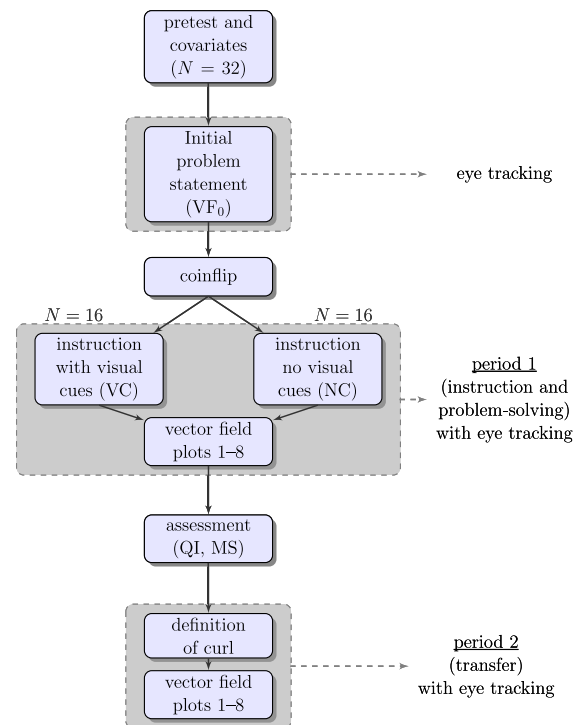 pretest and
covariates
(N = 32)
Initial
problem
statement
(VF₀)
eye tracking
coinflip
N = 16
N = 16
instruction
with visual
cues (VC)
instruction
no visual
cues (NC)
period 1
(instruction and
problem-solving)
with eye tracking
vector field
plots 1–8
assessment
(QI, MS)
definition
of curl
period 2
(transfer)
with eye tracking
vector field
plots 1–8